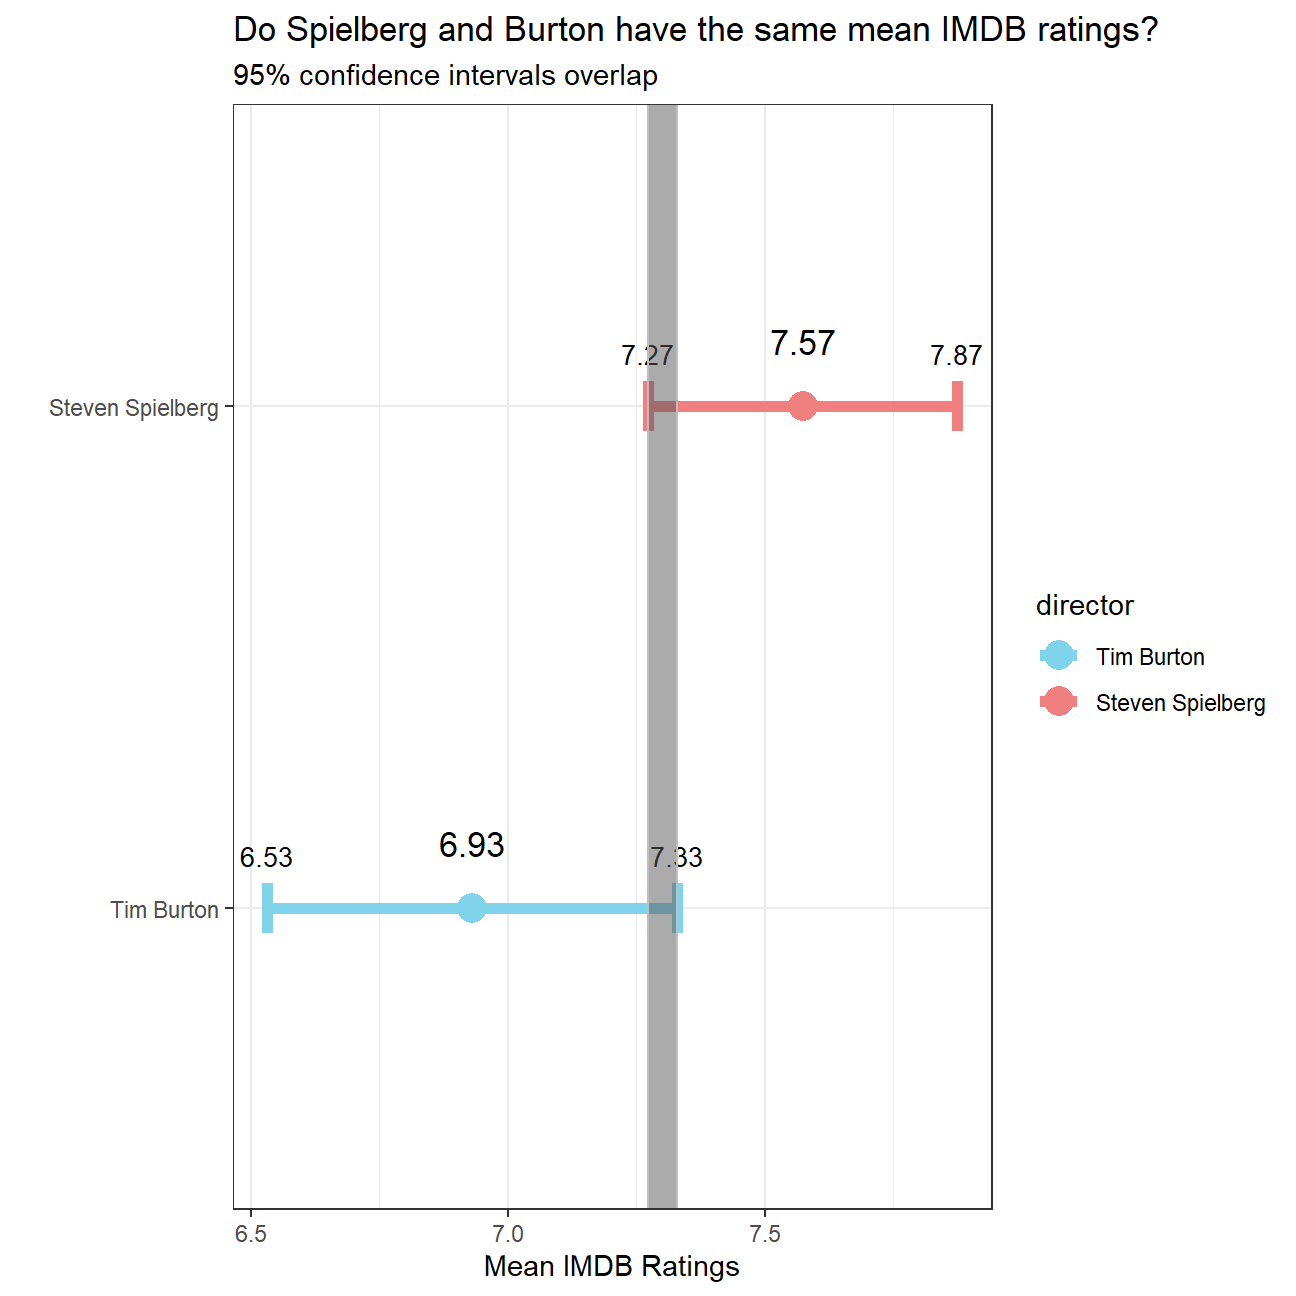 Do Spielberg and Burton have the same mean IMDB ratings?
95% confidence intervals overlap
7.27
7.57
7.87
Steven Spielberg
director
Tim Burton
Steven Spielberg
6.53
6.93
7.33
Tim Burton
6.5
7.0
7.5
Mean IMDB Ratings